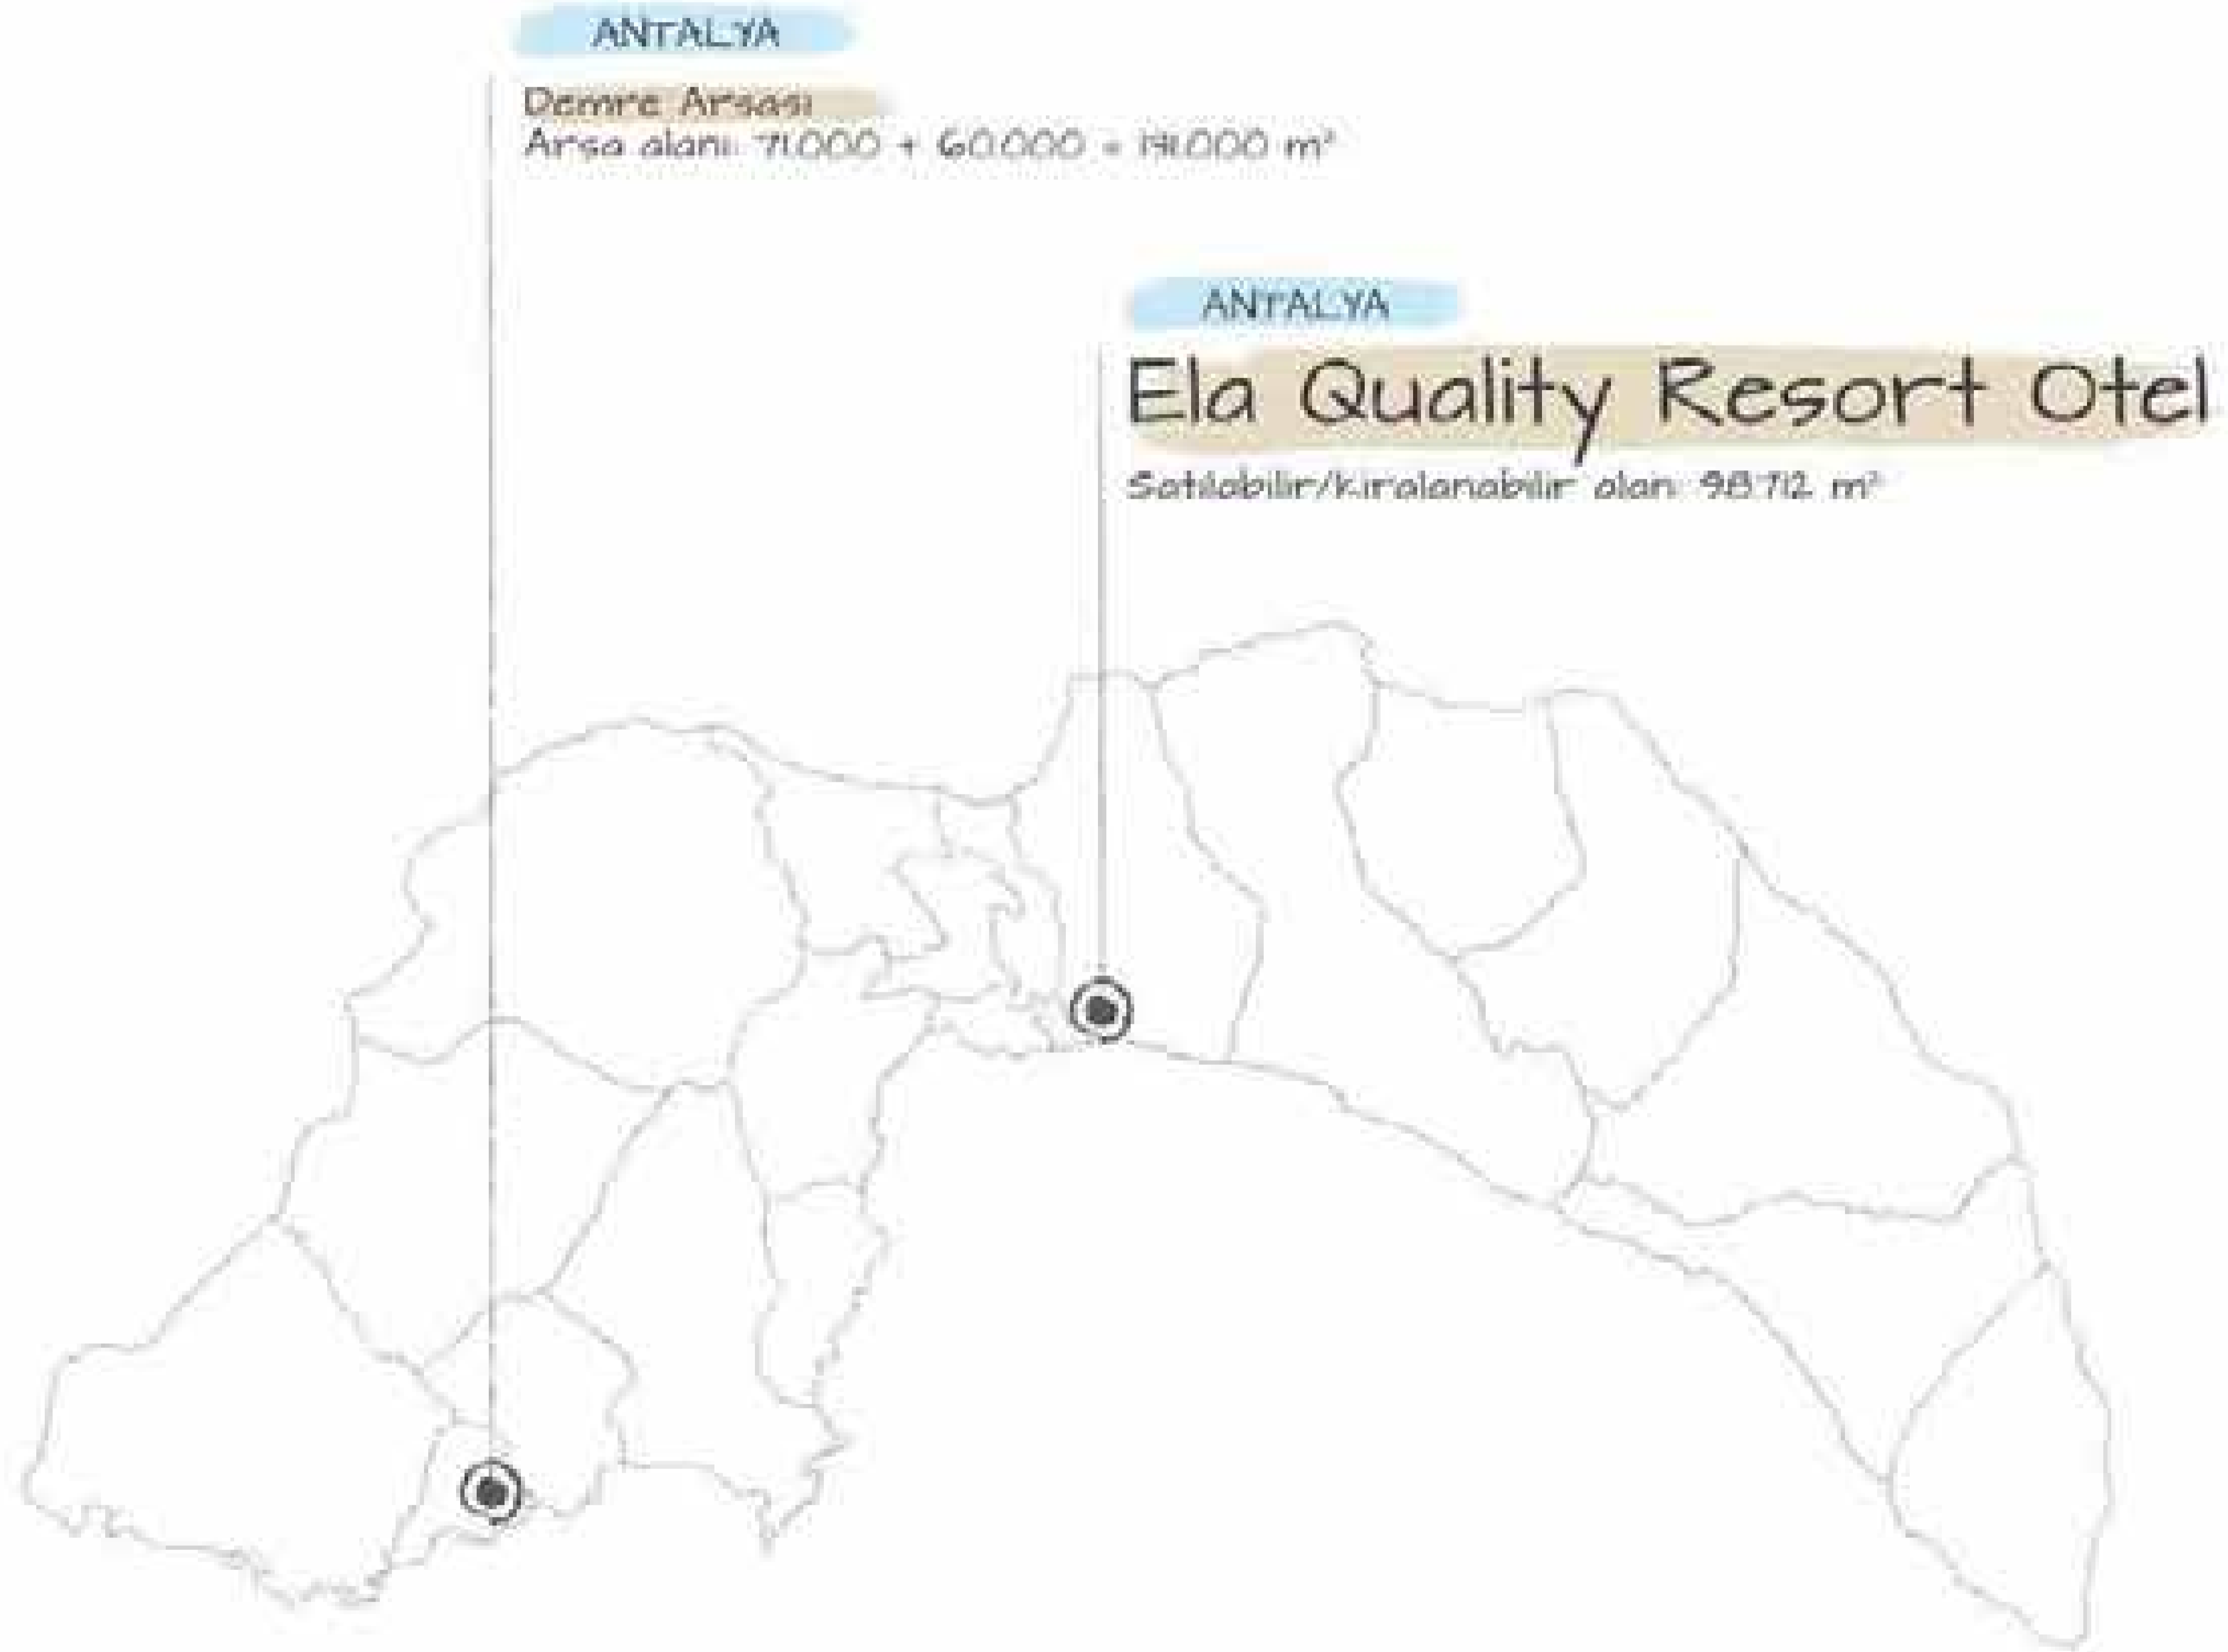 ANTALYA
Demre Arsası
Arsa alanı: 71.000 + 60.000 = 131.000 m²
ANTALYA
Ela Quality Resort Otel
Satılabilir/kiralanabilir alan: 98.712 m²